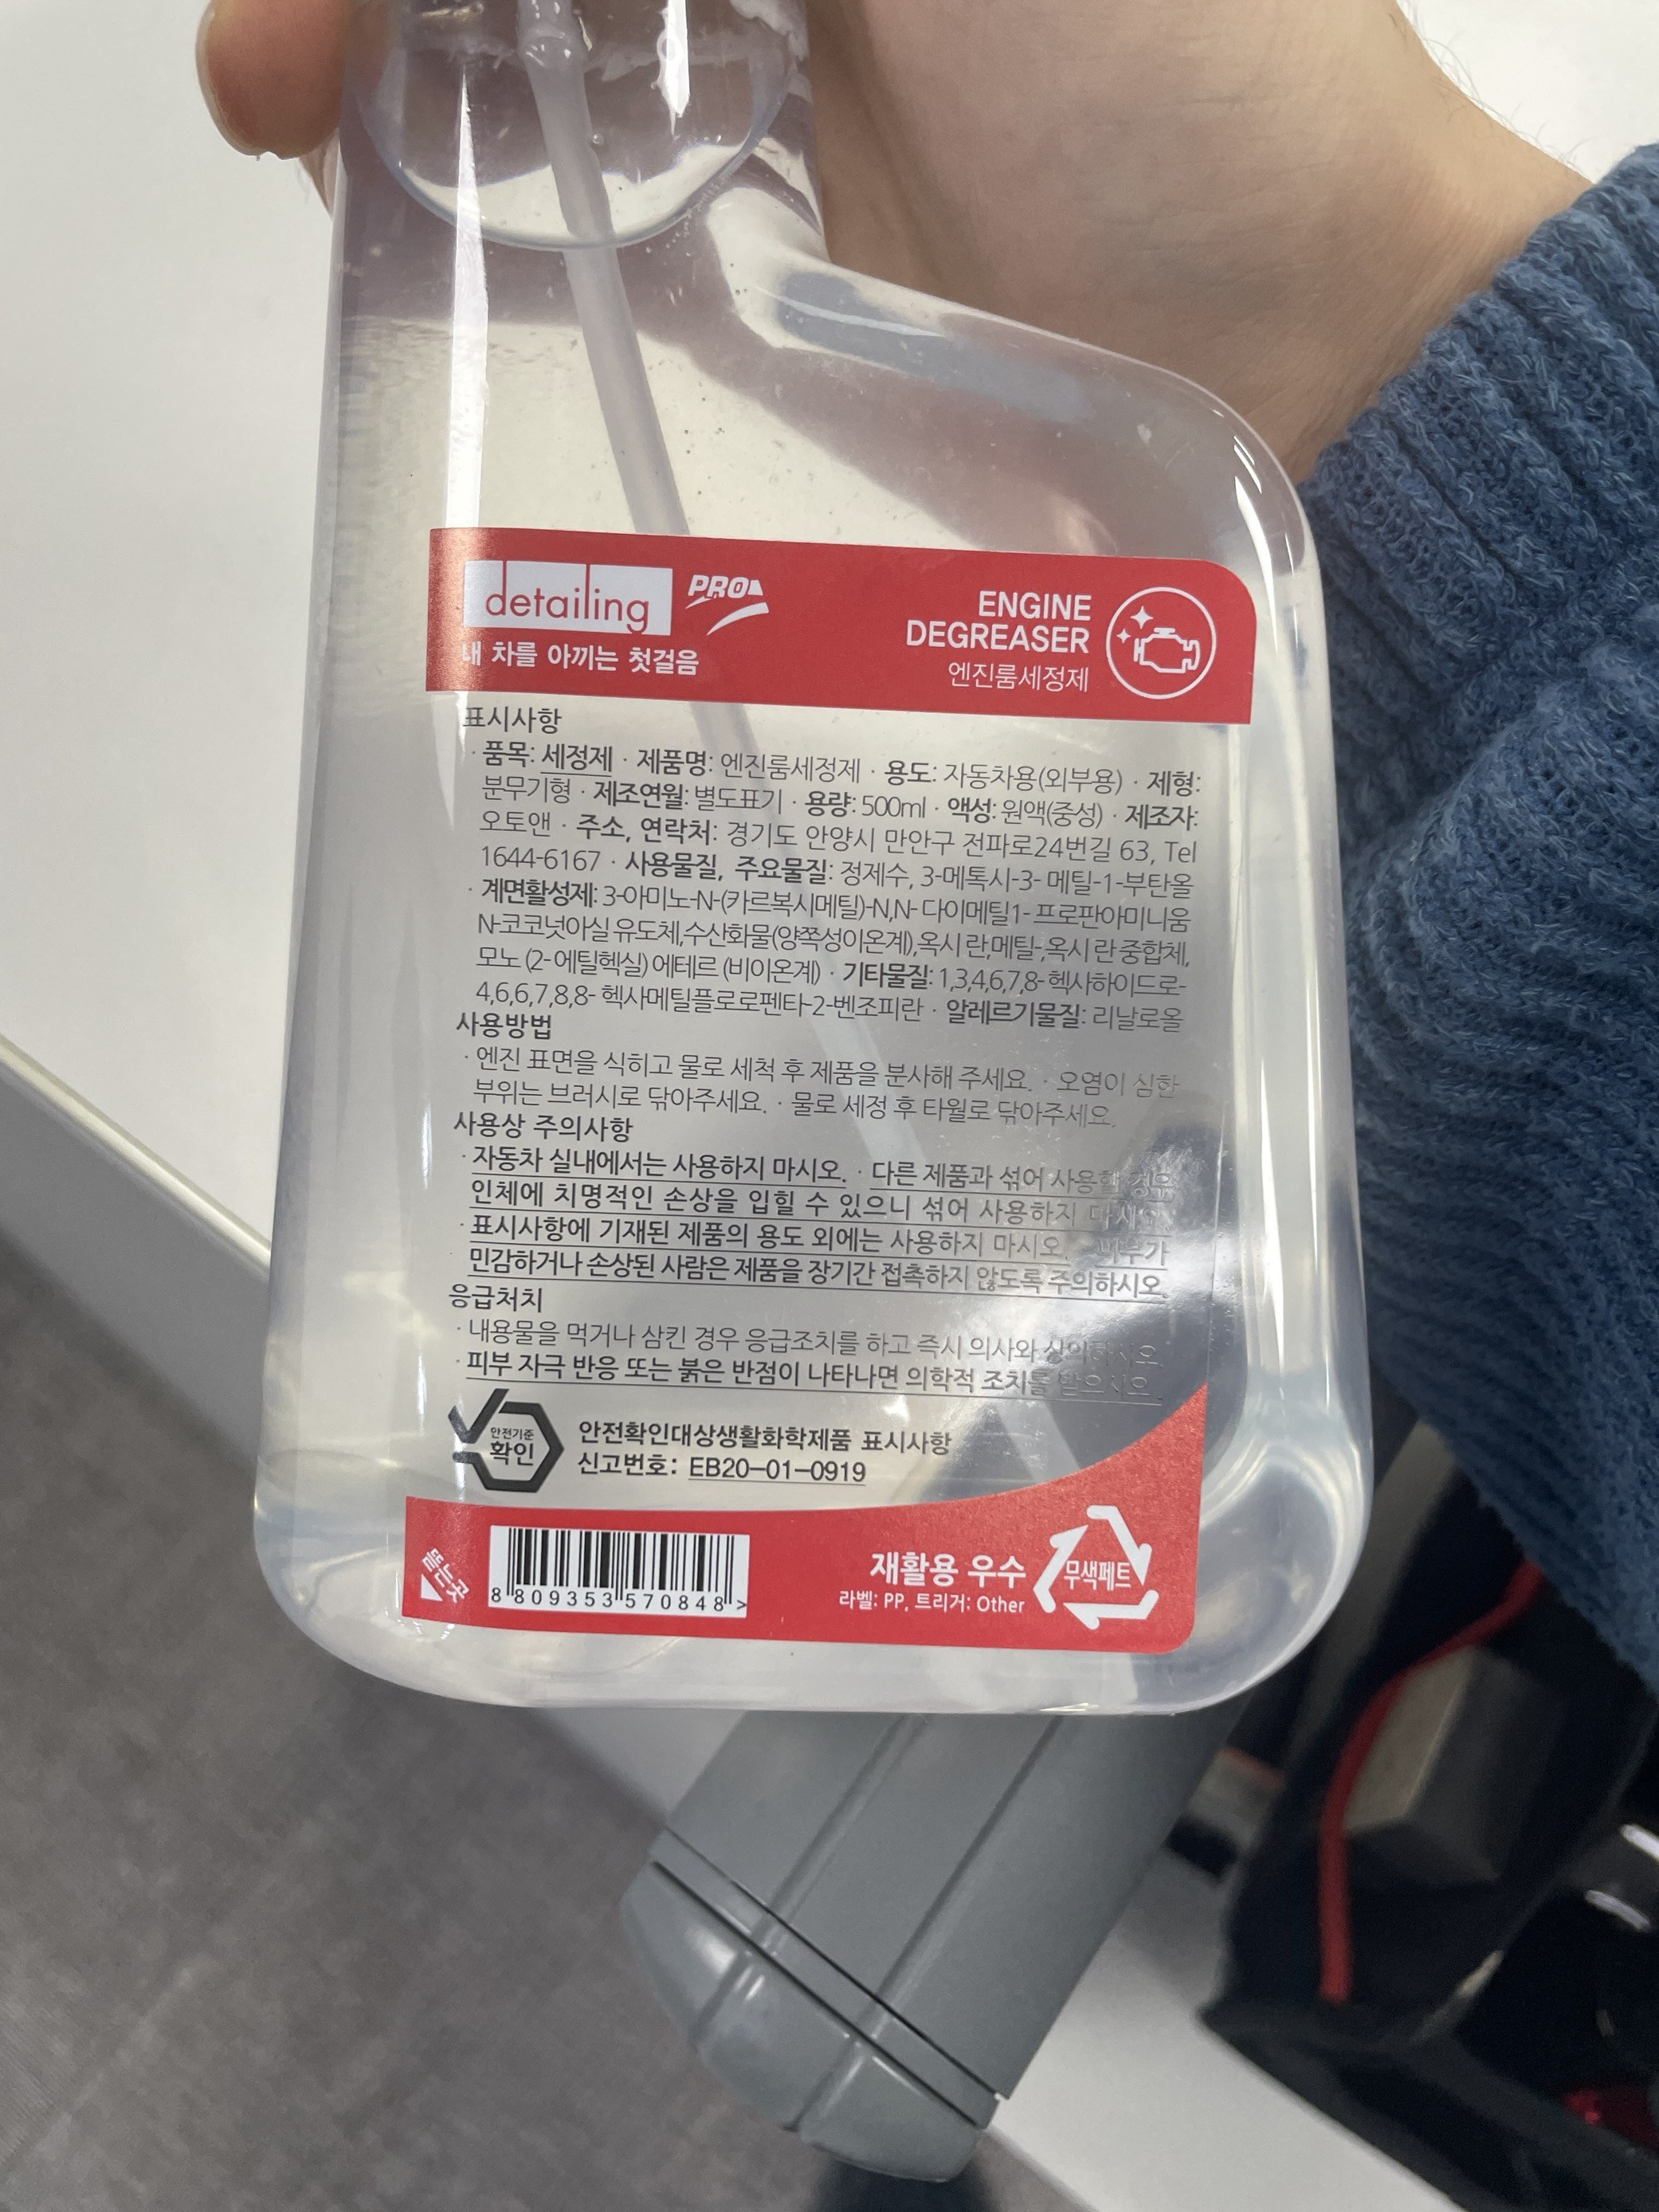 detailing PRO
내 차를 아끼는 첫걸음
ENGINE
DEGREASER
엔진룸세정제
표시사항
· 품목: 세정제 · 제품명: 엔진룸세정제 · 용도: 자동차용(외부용) · 제형:
분무기형 · 제조연월: 별도표기 · 용량: 500ml · 액성: 원액(중성) · 제조자:
오토앤 · 주소, 연락처: 경기도 안양시 만안구 전파로24번길 63, Tel
1644-6167 · 사용물질, 주요물질: 정제수, 3-메톡시-3- 메틸-1-부탄올
· 계면활성제: 3-아미노-N-(카르복시메틸)-N,N- 다이메틸1- 프로판아미니움
N-코코넛아실 유도체,수산화물(양쪽성이온계),옥시 란,메틸-,옥시 란 중합체,
모노 (2- 에틸헥실) 에테르 (비이온계) · 기타물질: 1,3,4,6,7,8- 헥사하이드로-
4,6,6,7,8,8- 헥사메틸플로로펜타-2-벤조피란 · 알레르기물질: 리날로올
사용방법
· 엔진 표면을 식히고 물로 세척 후 제품을 분사해 주세요. · 오염이 심한
부위는 브러시로 닦아주세요. · 물로 세정 후 타월로 닦아주세요.
사용상 주의사항
· 자동차 실내에서는 사용하지 마시오. · 다른 제품과 섞어 사용할 경우
인체에 치명적인 손상을 입힐 수 있으니 섞어 사용하지 마시오.
· 표시사항에 기재된 제품의 용도 외에는 사용하지 마시오. · 피부가
민감하거나 손상된 사람은 제품을 장기간 접촉하지 않도록 주의하시오.
응급처치
· 내용물을 먹거나 삼킨 경우 응급조치를 하고 즉시 의사와 상의하시오.
· 피부 자극 반응 또는 붉은 반점이 나타나면 의학적 조치를 받으시오.
안전기준
확인
안전확인대상생활화학제품 표시사항
신고번호: EB20-01-0919
뜯는곳
8 809353 570848 >
재활용 우수
라벨: PP, 트리거: Other
무색페트